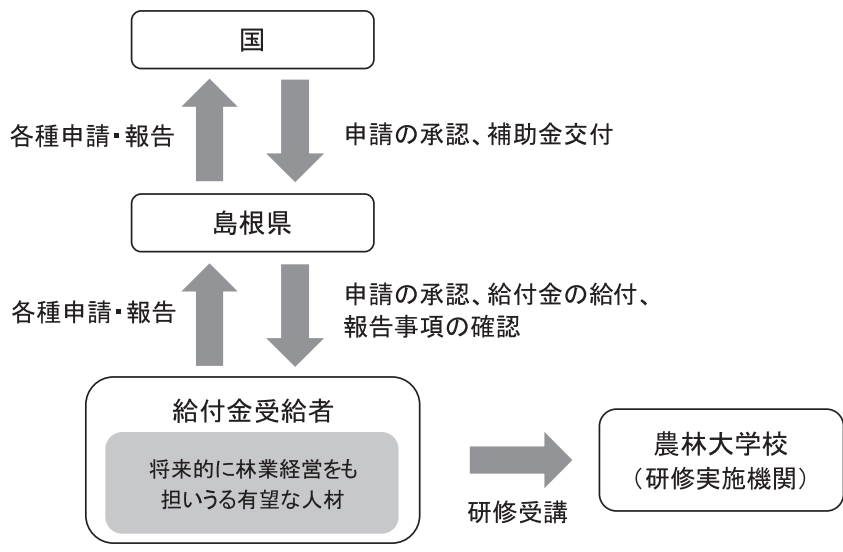 国
各種申請・報告
申請の承認、補助金交付
島根県
各種申請・報告
申請の承認、給付金の給付、
報告事項の確認
給付金受給者
将来的に林業経営をも
担いうる有望な人材
研修受講
農林大学校
（研修実施機関）